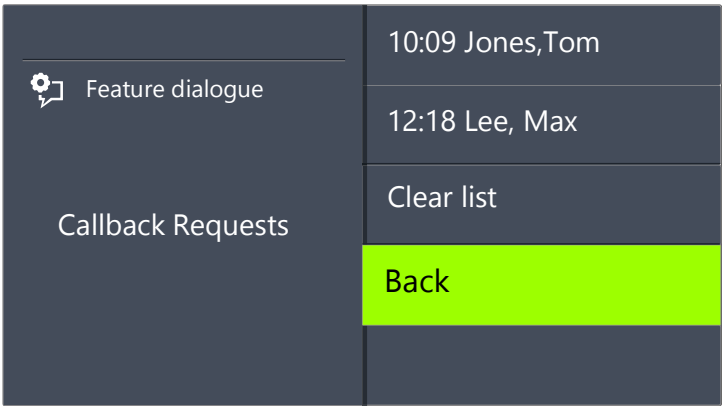 Feature dialogue
Callback Requests
10:09 Jones,Tom
12:18 Lee, Max
Clear list
Back